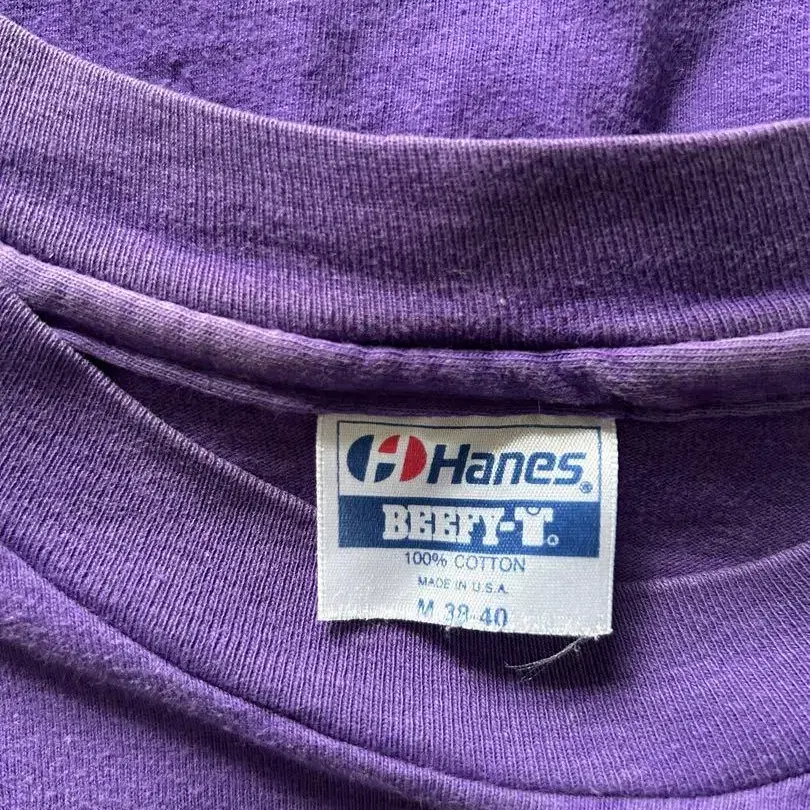 Hanes®
BEEFY-T®
100% COTTON
MADE IN U.S.A.
M 38-40